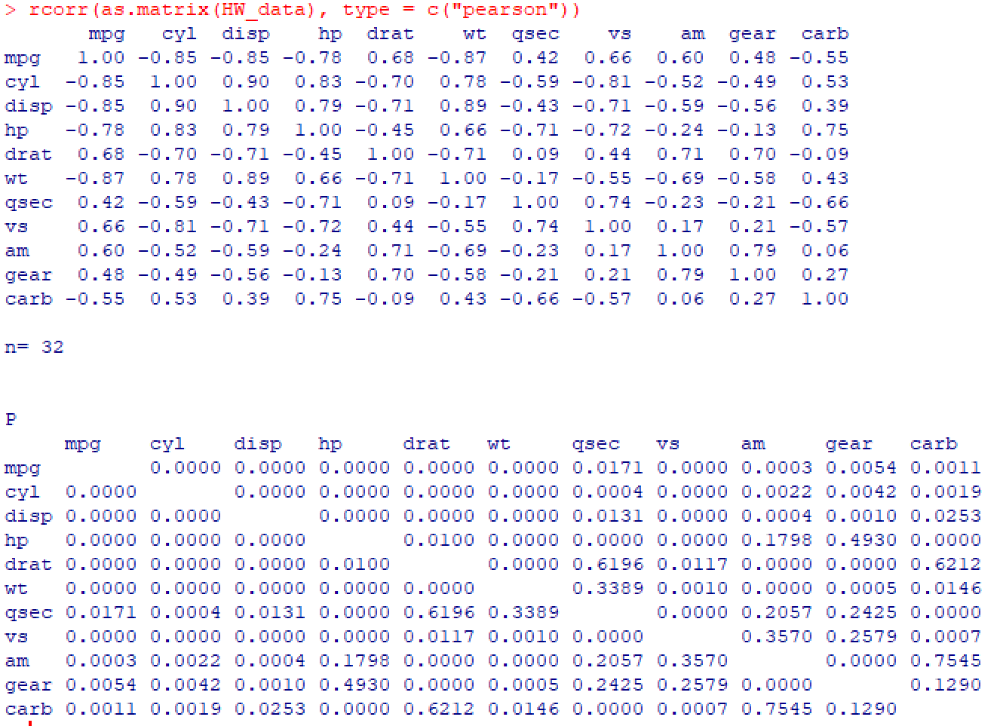 > rcorr(as.matrix(HW_data), type = c("pearson"))
mpg cyl disp hp drat wt qsec vs am gear carb
mpg 1.00 -0.85 -0.85 -0.78 0.68 -0.87 0.42 0.66 0.60 0.48 -0.55
cyl -0.85 1.00 0.90 0.83 -0.70 0.78 -0.59 -0.81 -0.52 -0.49 0.53
disp -0.85 0.90 1.00 0.79 -0.71 0.89 -0.43 -0.71 -0.59 -0.56 0.39
hp -0.78 0.83 0.79 1.00 -0.45 0.66 -0.71 -0.72 -0.24 -0.13 0.75
drat 0.68 -0.70 -0.71 -0.45 1.00 -0.71 0.09 0.44 0.71 0.70 -0.09
wt -0.87 0.78 0.89 0.66 -0.71 1.00 -0.17 -0.55 -0.69 -0.58 0.43
qsec 0.42 -0.59 -0.43 -0.71 0.09 -0.17 1.00 0.74 -0.23 -0.21 -0.66
vs 0.66 -0.81 -0.71 -0.72 0.44 -0.55 0.74 1.00 0.17 0.21 -0.57
am 0.60 -0.52 -0.59 -0.24 0.71 -0.69 -0.23 0.17 1.00 0.79 0.06
gear 0.48 -0.49 -0.56 -0.13 0.70 -0.58 -0.21 0.21 0.79 1.00 0.27
carb -0.55 0.53 0.39 0.75 -0.09 0.43 -0.66 -0.57 0.06 0.27 1.00
n= 32
P
mpg cyl disp hp drat wt qsec vs am gear carb
mpg 0.0000 0.0000 0.0000 0.0000 0.0000 0.0171 0.0000 0.0003 0.0054 0.0011
cyl 0.0000 0.0000 0.0000 0.0000 0.0000 0.0004 0.0000 0.0022 0.0042 0.0019
disp 0.0000 0.0000 0.0000 0.0000 0.0000 0.0131 0.0000 0.0004 0.0010 0.0253
hp 0.0000 0.0000 0.0000 0.0100 0.0000 0.0000 0.0000 0.1798 0.4930 0.0000
drat 0.0000 0.0000 0.0000 0.0100 0.0000 0.6196 0.0117 0.0000 0.0000 0.6212
wt 0.0000 0.0000 0.0000 0.0000 0.0000 0.3389 0.0010 0.0000 0.0005 0.0146
qsec 0.0171 0.0004 0.0131 0.0000 0.6196 0.3389 0.0000 0.2057 0.2425 0.0000
vs 0.0000 0.0000 0.0000 0.0000 0.0117 0.0010 0.0000 0.3570 0.2579 0.0007
am 0.0003 0.0022 0.0004 0.1798 0.0000 0.0000 0.2057 0.3570 0.0000 0.7545
gear 0.0054 0.0042 0.0010 0.4930 0.0000 0.0005 0.2425 0.2579 0.0000 0.1290
carb 0.0011 0.0019 0.0253 0.0000 0.6212 0.0146 0.0000 0.0007 0.7545 0.1290